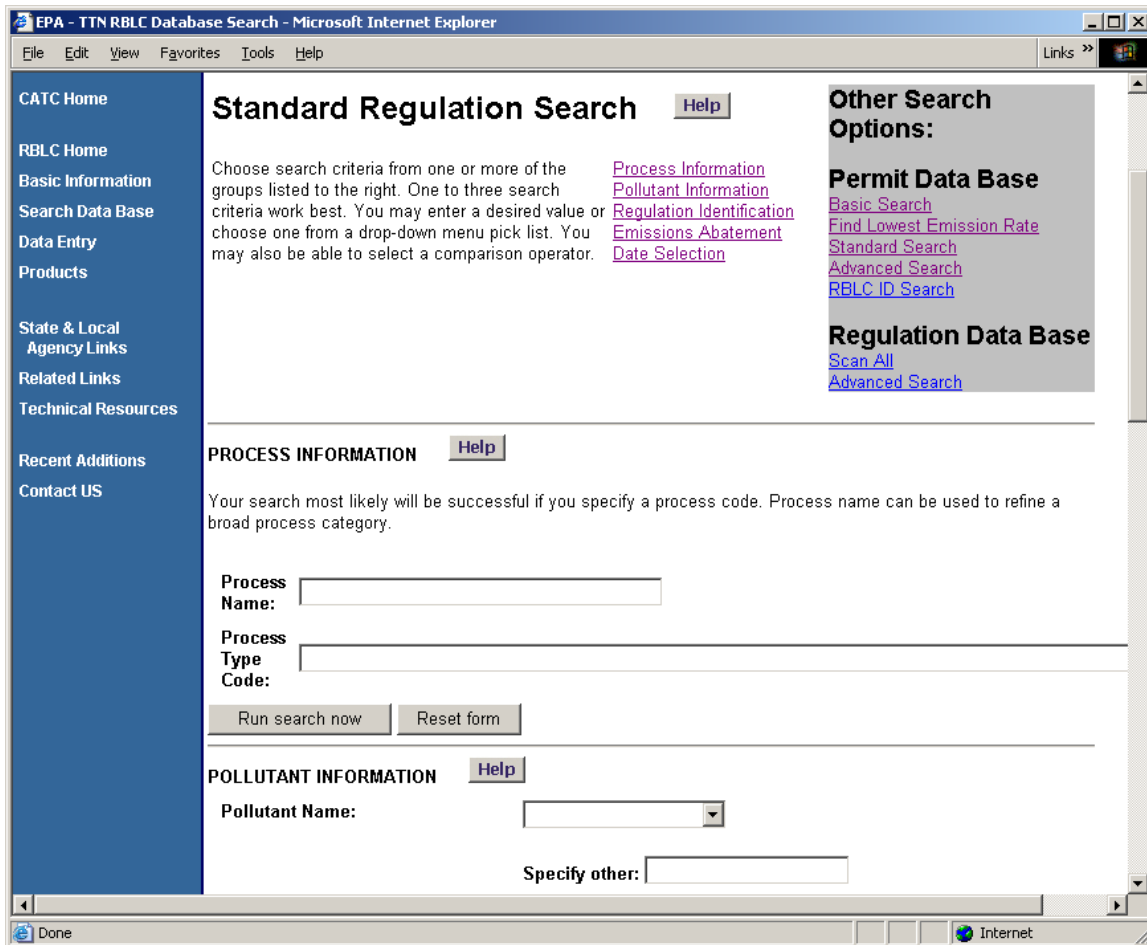 EPA - TTN RBLC Database Search - Microsoft Internet Explorer
File Edit View Favorites Tools Help
Links »
CATC Home
RBLC Home
Basic Information
Search Data Base
Data Entry
Products
State & Local
Agency Links
Related Links
Technical Resources
Recent Additions
Contact US
Standard Regulation Search
Help
Choose search criteria from one or more of the
groups listed to the right. One to three search
criteria work best. You may enter a desired value or
choose one from a drop-down menu pick list. You
may also be able to select a comparison operator.
Process Information
Pollutant Information
Regulation Identification
Emissions Abatement
Date Selection
Other Search
Options:
Permit Data Base
Basic Search
Find Lowest Emission Rate
Standard Search
Advanced Search
RBLC ID Search
Regulation Data Base
Scan All
Advanced Search
PROCESS INFORMATION
Help
Your search most likely will be successful if you specify a process code. Process name can be used to refine a
broad process category.
Process
Name:
Process
Type
Code:
Run search now
Reset form
POLLUTANT INFORMATION
Help
Pollutant Name:
Specify other:
Done
Internet